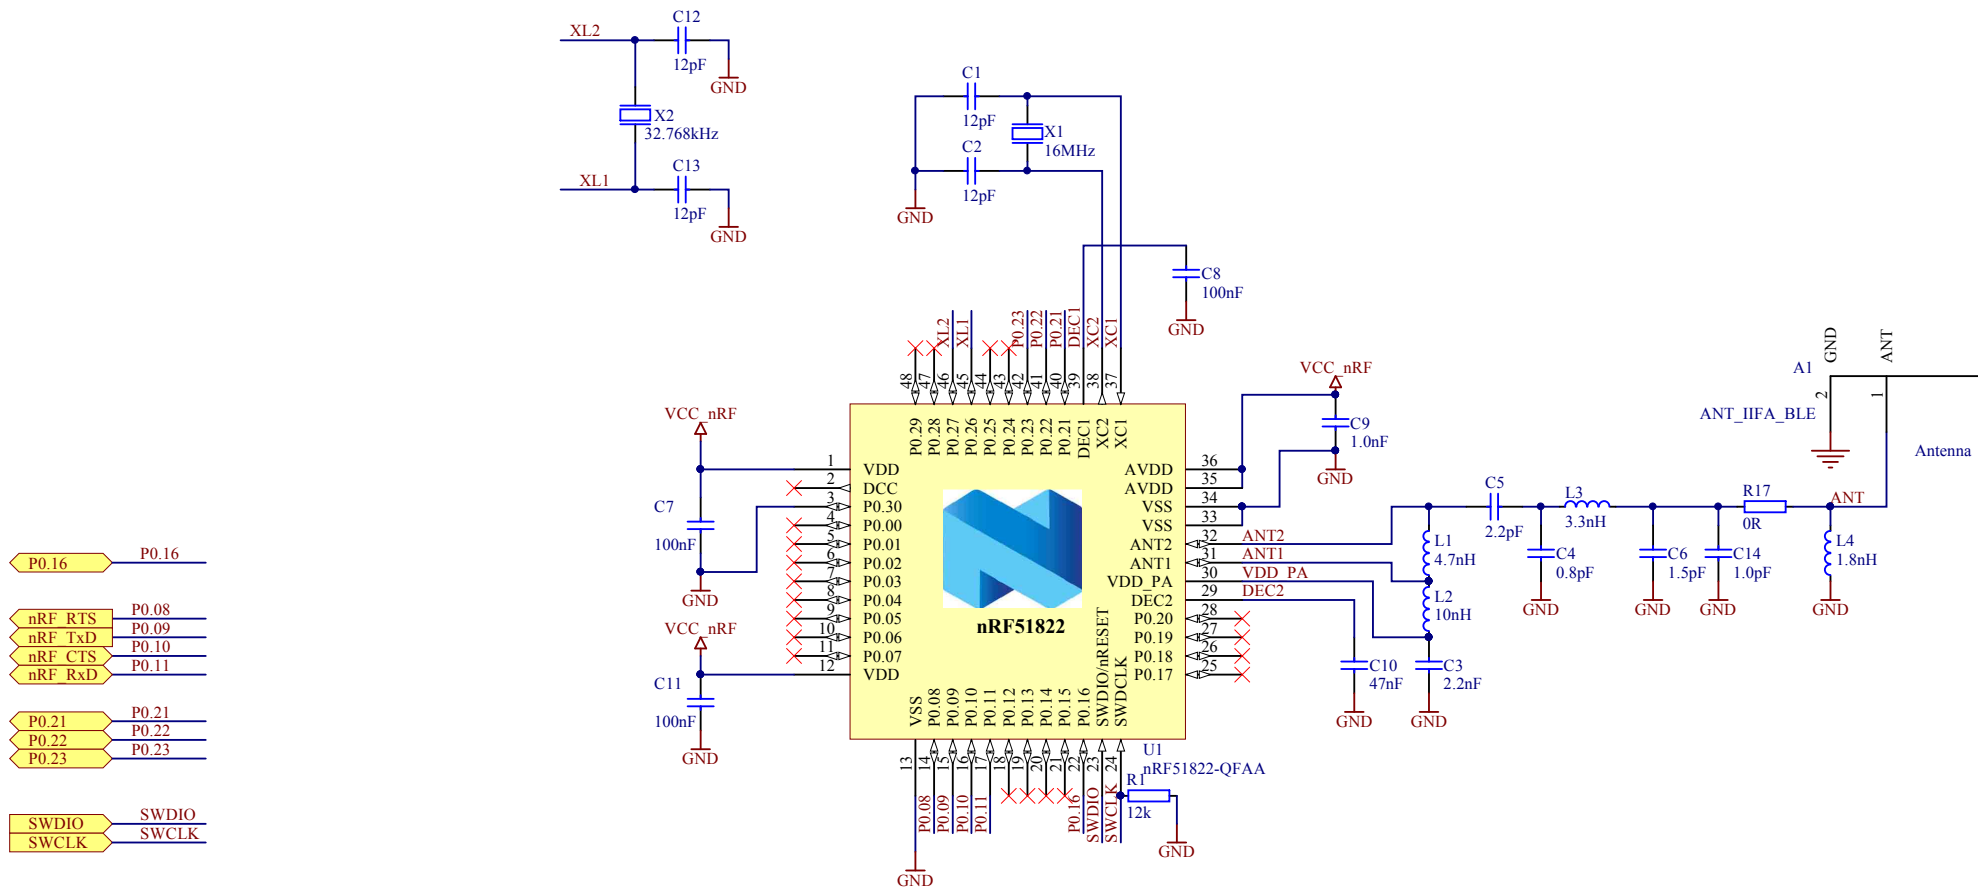 XL2
C12
12pF
GND
X2
32.768kHz
XL1
C13
12pF
GND
C1
12pF
X1
16MHz
C2
12pF
GND
C8
100nF
GND
XL2
XL1
P0.23
P0.22
P0.21
DEC1
XC2
XC1
48
47
46
45
44
43
42
41
40
39
38
37
P0.29
P0.28
P0.27
P0.26
P0.25
P0.24
P0.23
P0.22
P0.21
DEC1
XC2
XC1
VCC_nRF
C7
100nF
GND
VCC_nRF
C11
100nF
GND
1 VDD
2 DCC
3 P0.30
4 P0.00
5 P0.01
6 P0.02
7 P0.03
8 P0.04
9 P0.05
10 P0.06
11 P0.07
12 VDD
nRF51822
AVDD 36
AVDD 35
VSS 34
VSS 33
ANT2 32 ANT2
ANT1 31 ANT1
VDD_PA 30 VDD_PA
DEC2 29 DEC2
P0.20 28
P0.19 27
P0.18 26
P0.17 25
VSS
P0.08
P0.09
P0.10
P0.11
P0.12
P0.13
P0.14
P0.15
P0.16
SWDIO/nRESET
SWDCLK
13
14
15
16
17
18
19
20
21
22
23
24
P0.08
P0.09
P0.10
P0.11
P0.16
SWDIO
SWCLK
GND
U1
nRF51822-QFAA
R1
12k
GND
VCC_nRF
C9
1.0nF
GND
L1
4.7nH
L2
10nH
C10
47nF
GND
C3
2.2nF
GND
C5
2.2pF
C4
0.8pF
GND
L3
3.3nH
C6
1.5pF
GND
C14
1.0pF
GND
R17
0R
ANT
L4
1.8nH
GND
A1
ANT_IIFA_BLE
GND
ANT
2
1
Antenna
P0.16 P0.16
nRF_RTS P0.08
nRF_TxD P0.09
nRF_CTS P0.10
nRF_RxD P0.11
P0.21 P0.21
P0.22 P0.22
P0.23 P0.23
SWDIO SWDIO
SWCLK SWCLK